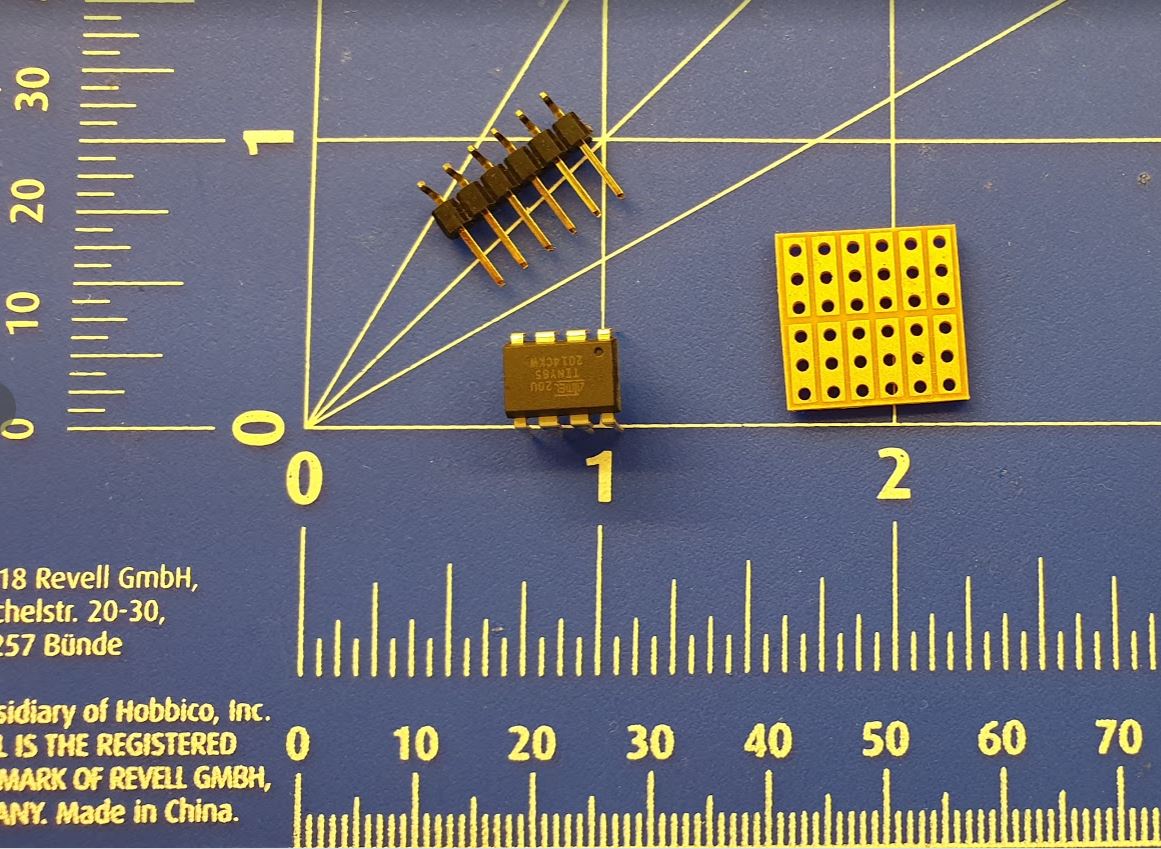 30
20
10
0
1
0
ATMEL 20U
TINY85
2014CKW
0 1 2
18 Revell GmbH,
chelstr. 20-30,
257 Bünde
sidiary of Hobbico, Inc.
L IS THE REGISTERED
MARK OF REVELL GMBH,
ANY. Made in China.
0 10 20 30 40 50 60 70